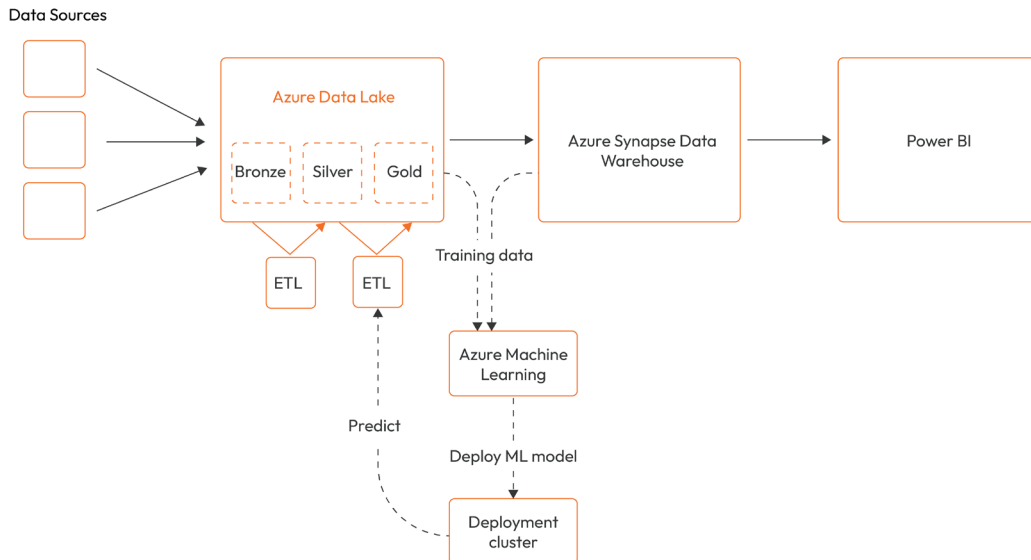 Data Sources
Azure Data Lake
Bronze
Silver
Gold
Azure Synapse Data
Warehouse
Power BI
ETL
ETL
Training data
Azure Machine
Learning
Predict
Deploy ML model
Deployment
cluster